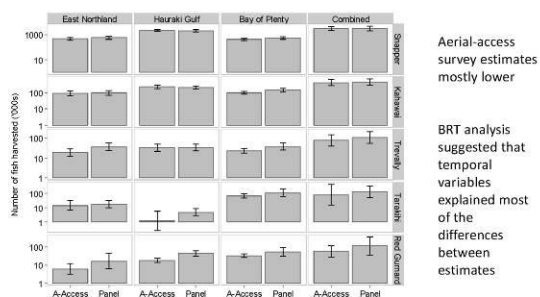 East Northland Hauraki Gulf Bay of Plenty Combined
1000
10
Snapper
100
10
1
Kahawai
100
10
1
Trevally
100
10
1
Tarakihi
100
10
1
Red Gurnard
Number of fish harvested ('000s)
A-Access Panel A-Access Panel A-Access Panel A-Access Panel
Aerial-access
survey estimates
mostly lower
BRT analysis
suggested that
temporal
variables
explained most
of the
differences
between
estimates